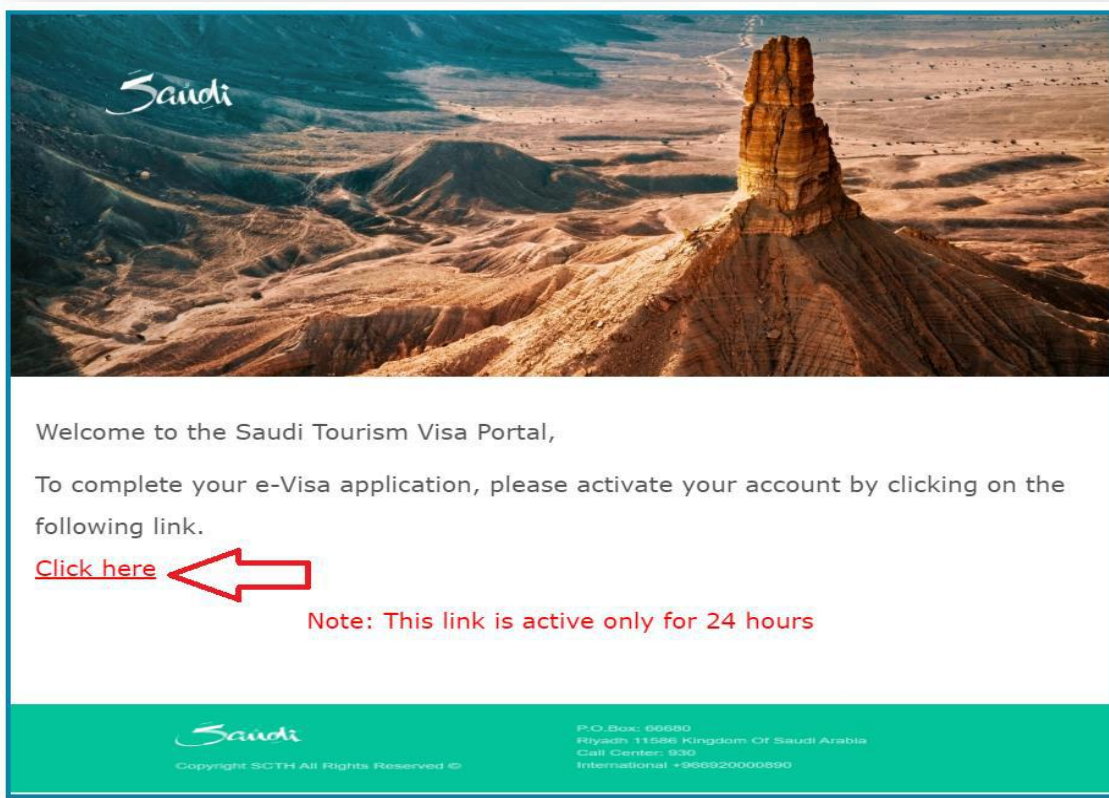 Saudi
Welcome to the Saudi Tourism Visa Portal,
To complete your e-Visa application, please activate your account by clicking on the
following link.
Click here
Note: This link is active only for 24 hours
Saudi
Copyright SCTH All Rights Reserved ©
P.O.Box: 66680
Riyadh 11586 Kingdom Of Saudi Arabia
Call Center: 930
International +966920000890